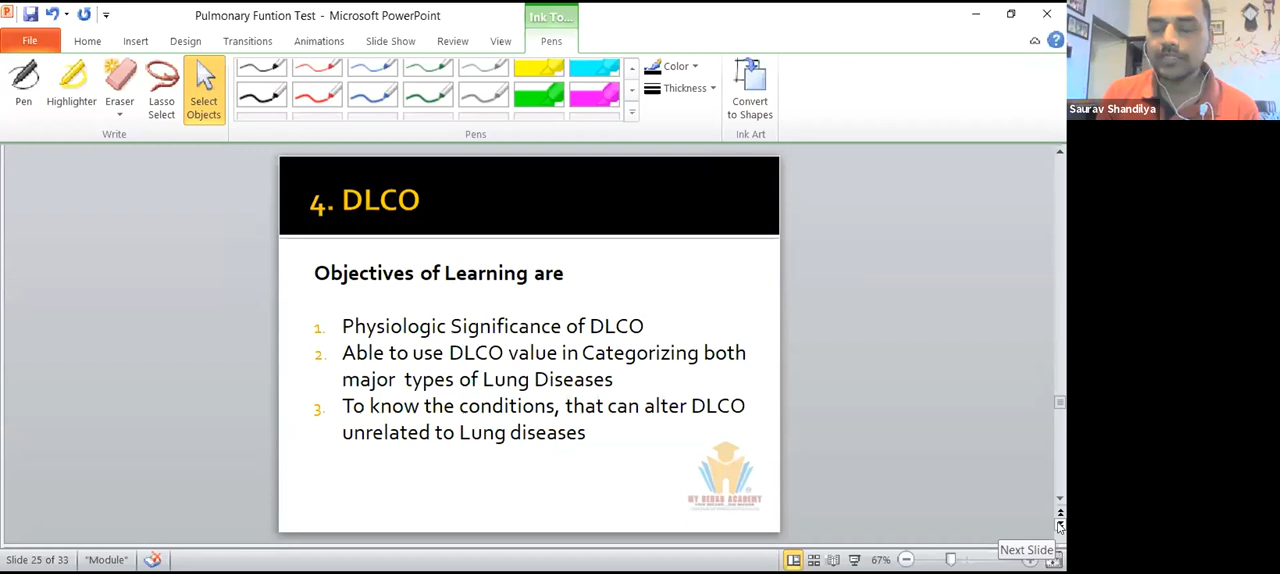 Pulmonary Funtion Test - Microsoft PowerPoint
Ink To...
File
Home
Insert
Design
Transitions
Animations
Slide Show
Review
View
Pens
Pen
Highlighter
Eraser
Lasso
Select
Select
Objects
Color
Thickness
Convert
to Shapes
Write
Pens
Ink Art
Saurav Shandilya
4. DLCO
Objectives of Learning are
1. Physiologic Significance of DLCO
2. Able to use DLCO value in Categorizing both
major types of Lung Diseases
3. To know the conditions, that can alter DLCO
unrelated to Lung diseases
MY REHAB ACADEMY
Next Slide
Slide 25 of 33
"Module"
67%